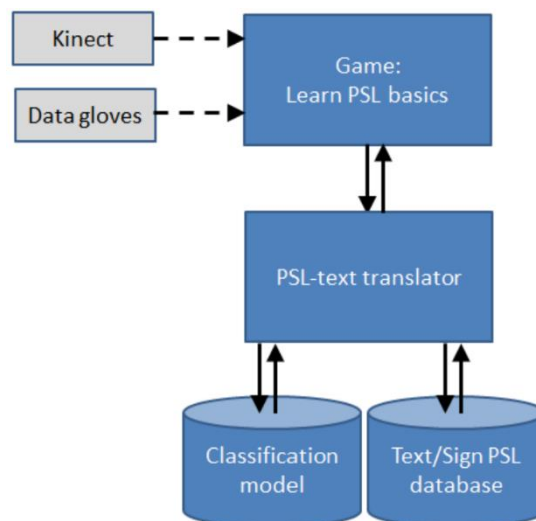 Kinect
Game:
Learn PSL basics
Data gloves
PSL-text translator
Classification
model
Text/Sign PSL
database